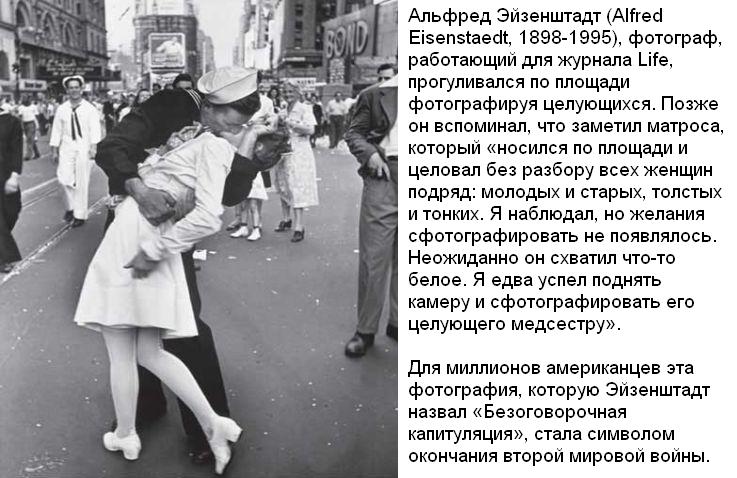 BOND
Альфред Эйзенштадт (Alfred
Eisenstaedt, 1898-1995), фотограф,
работающий для журнала Life,
прогуливался по площади
фотографируя целующихся. Позже
он вспоминал, что заметил матроса,
который «носился по площади и
целовал без разбору всех женщин
подряд: молодых и старых, толстых
и тонких. Я наблюдал, но желания
сфотографировать не появлялось.
Неожиданно он схватил что-то
белое. Я едва успел поднять
камеру и сфотографировать его
целующего медсестру».
Для миллионов американцев эта
фотография, которую Эйзенштадт
назвал «Безоговорочная
капитуляция», стала символом
окончания второй мировой войны.